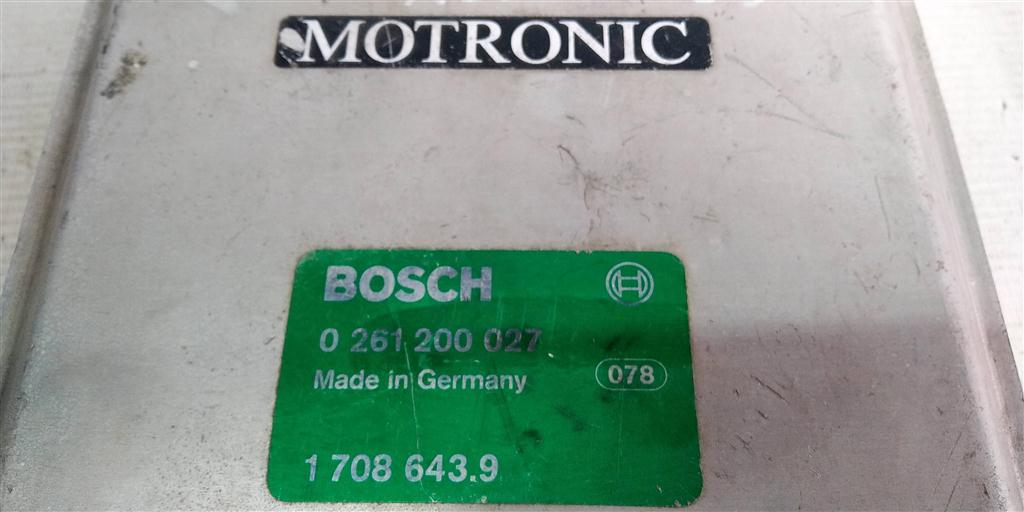 MOTRONIC
BOSCH
0 261 200 027
Made in Germany 078
1 708 643.9